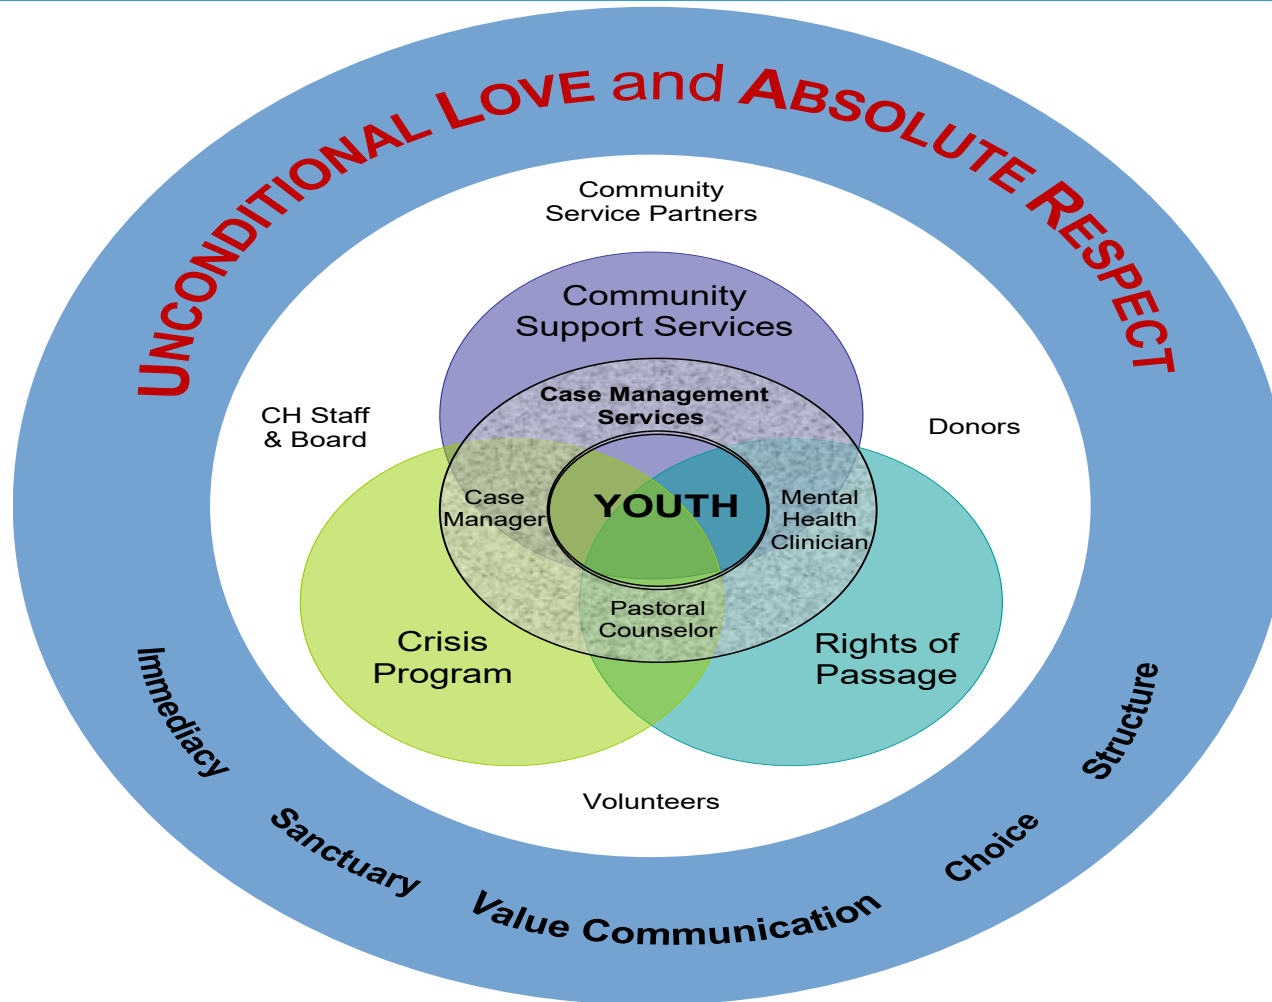 UNCONDITIONAL LOVE and ABSOLUTE RESPECT
Community
Service Partners
Community
Support Services
Case Management
Services
CH Staff
& Board
Donors
YOUTH
Case
Manager
Mental
Health
Clinician
Pastoral
Counselor
Crisis
Program
Rights of
Passage
Volunteers
Immediacy
Sanctuary
Value Communication
Choice
Structure